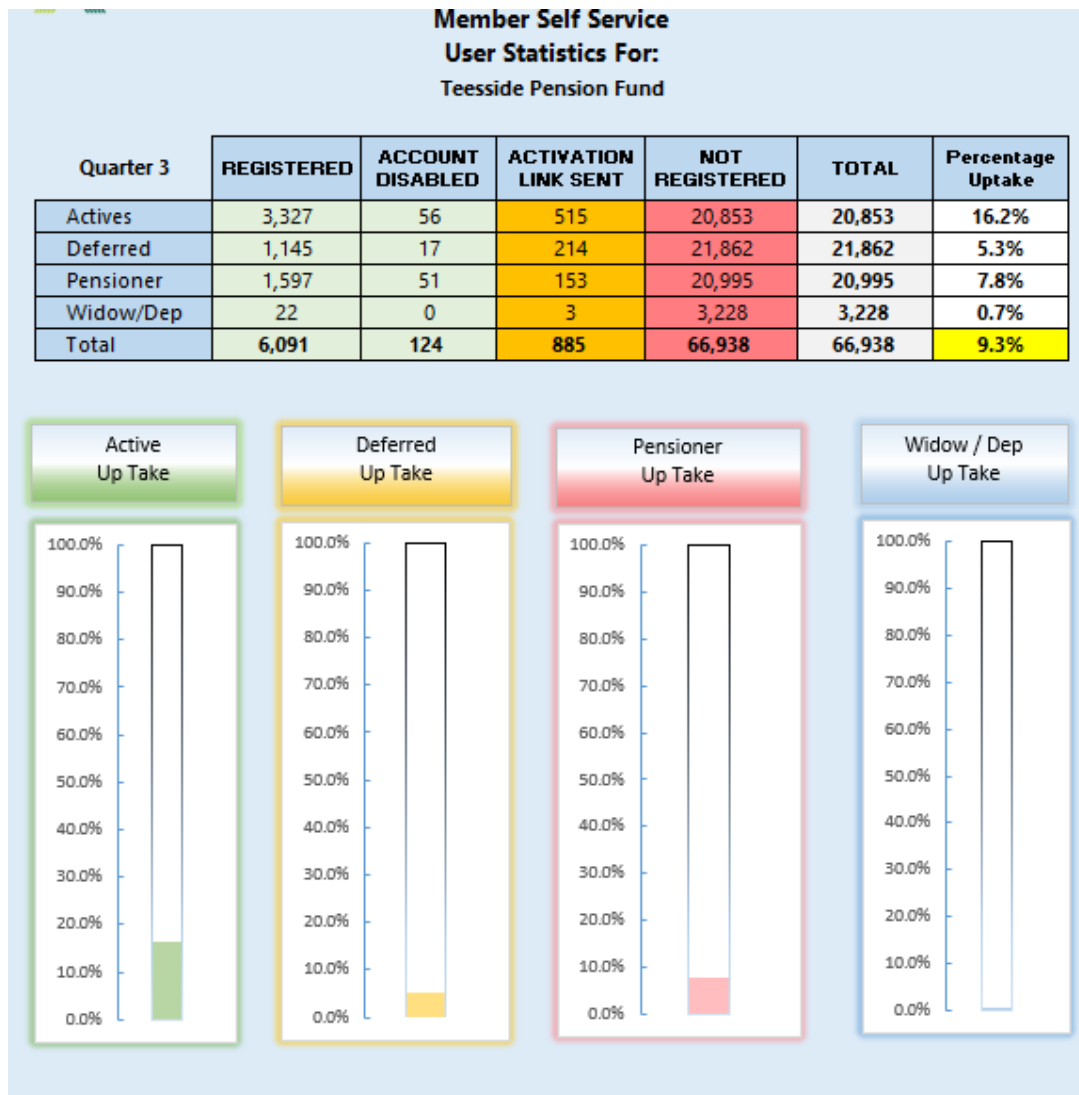 Member Self Service
User Statistics For:
Teesside Pension Fund
Quarter 3 REGISTERED ACCOUNT DISABLED ACTIVATION LINK SENT NOT REGISTERED TOTAL Percentage Uptake
Actives 3,327 56 515 20,853 20,853 16.2%
Deferred 1,145 17 214 21,862 21,862 5.3%
Pensioner 1,597 51 153 20,995 20,995 7.8%
Widow/Dep 22 0 3 3,228 3,228 0.7%
Total 6,091 124 885 66,938 66,938 9.3%
Active
Up Take
100.0%
90.0%
80.0%
70.0%
60.0%
50.0%
40.0%
30.0%
20.0%
10.0%
0.0%
Deferred
Up Take
100.0%
90.0%
80.0%
70.0%
60.0%
50.0%
40.0%
30.0%
20.0%
10.0%
0.0%
Pensioner
Up Take
100.0%
90.0%
80.0%
70.0%
60.0%
50.0%
40.0%
30.0%
20.0%
10.0%
0.0%
Widow / Dep
Up Take
100.0%
90.0%
80.0%
70.0%
60.0%
50.0%
40.0%
30.0%
20.0%
10.0%
0.0%